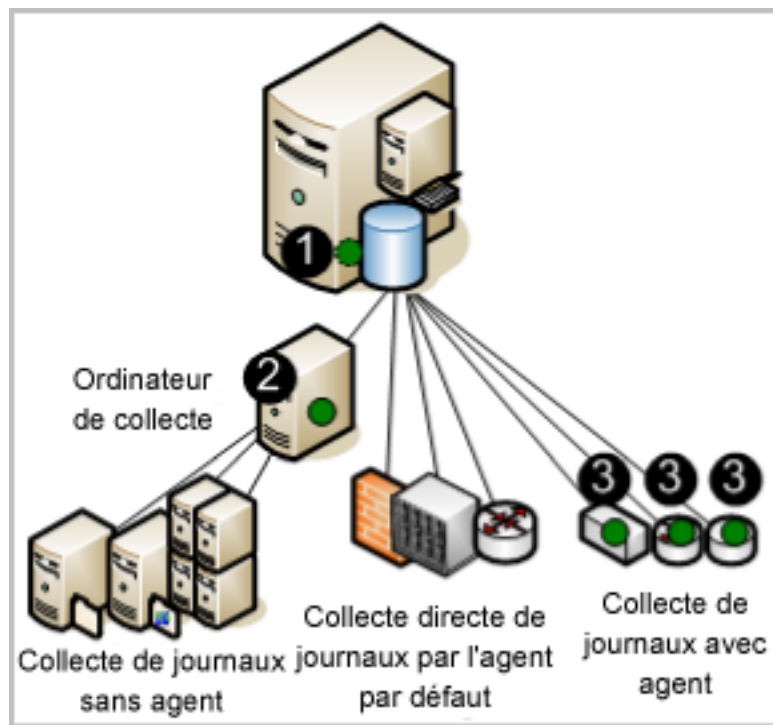 1
2
Ordinateur
de collecte
3 3 3
Collecte de journaux
sans agent
Collecte directe de
journaux par l'agent
par défaut
Collecte de
journaux avec
agent